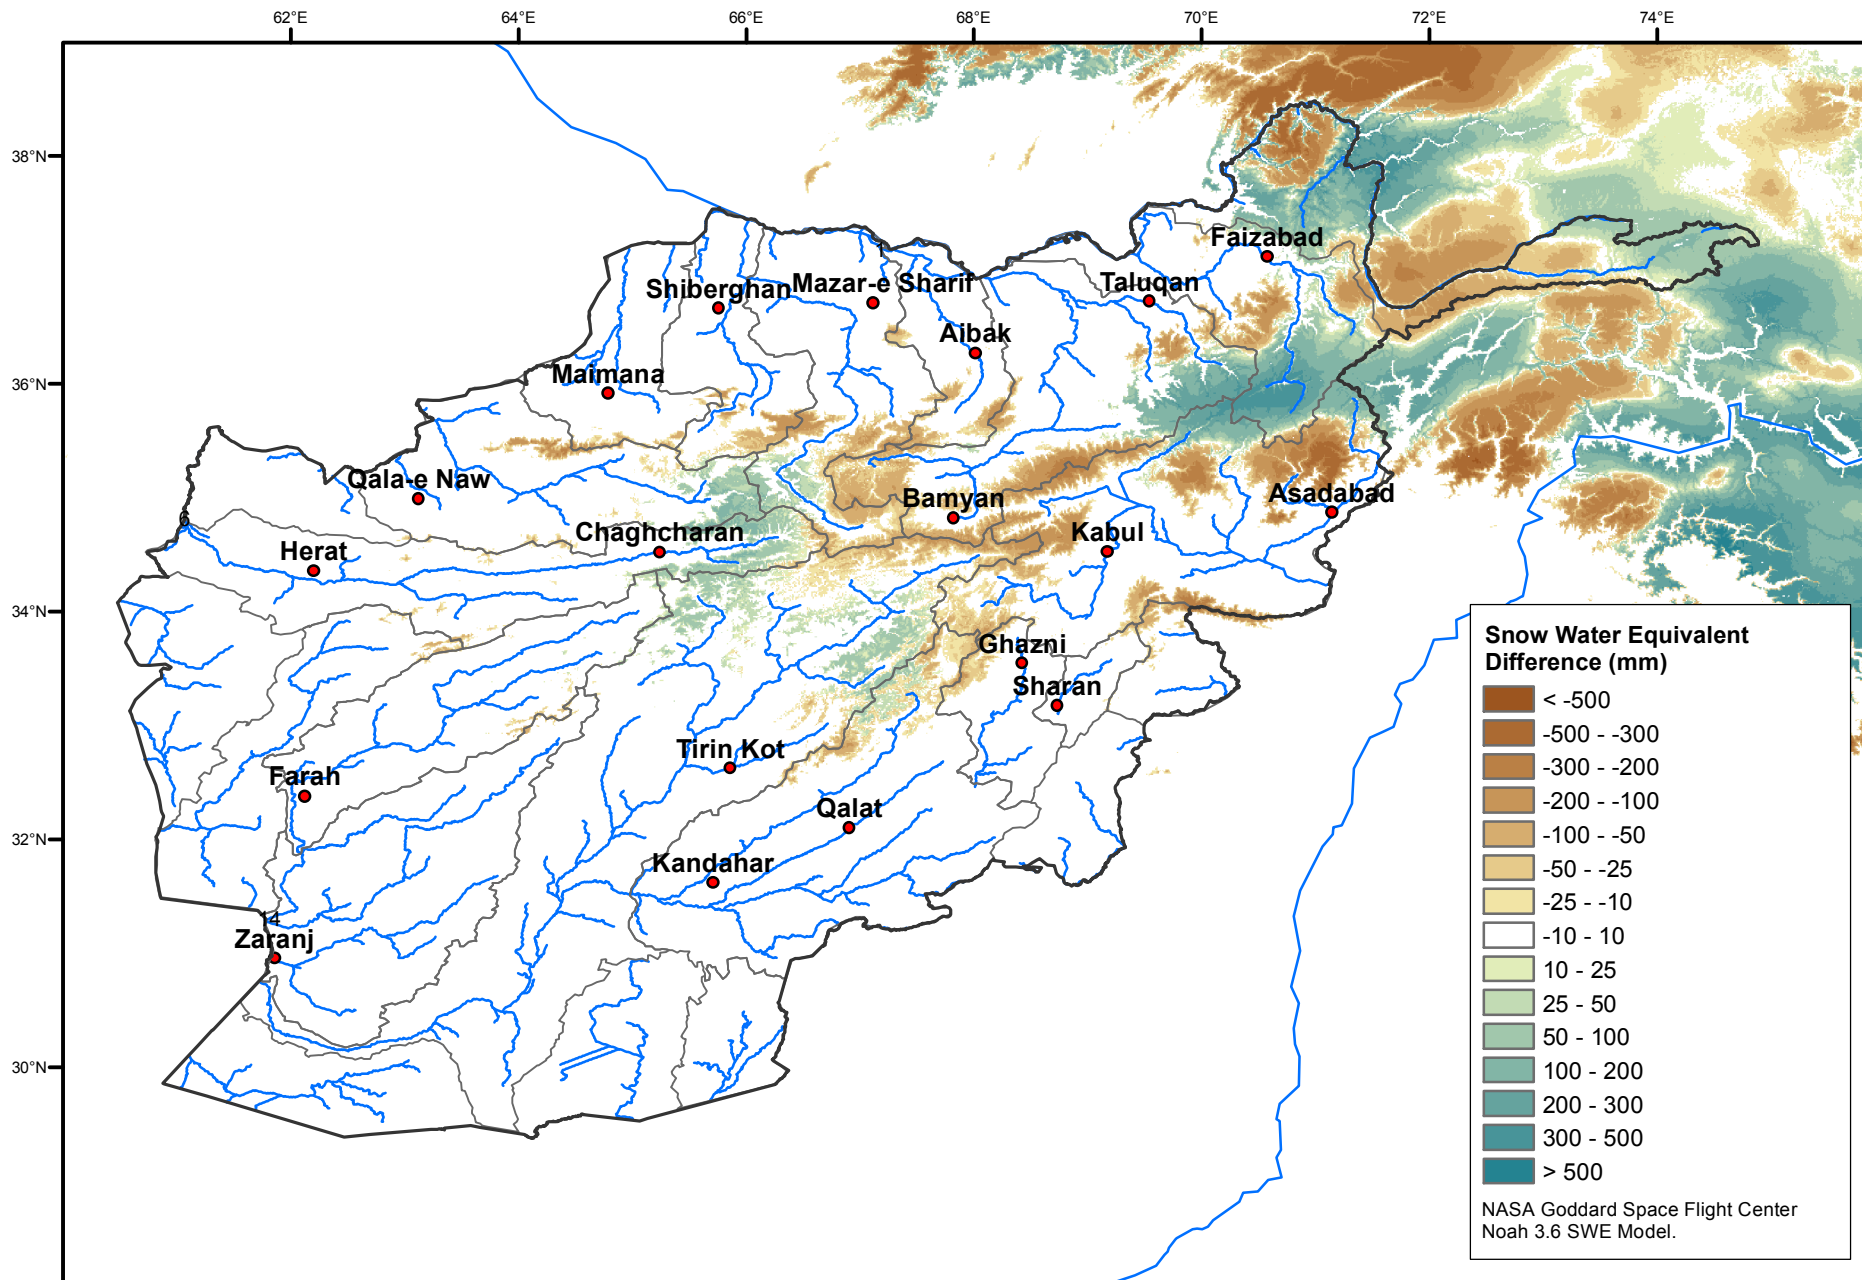 62°E
64°E
66°E
68°E
70°E
72°E
74°E
38°N
36°N
34°N
32°N
30°N
Faizabad
Taluqan
Mazar-e Sharif
Shiberghan
Aibak
Maimana
Qala-e Naw
Bamyan
Asadabad
6
Chaghcharan
Kabul
Herat
Ghazni
Sharan
Tirin Kot
Farah
Qalat
Kandahar
14
Zaranj
Snow Water Equivalent
Difference (mm)
< -500
-500 - -300
-300 - -200
-200 - -100
-100 - -50
-50 - -25
-25 - -10
-10 - 10
10 - 25
25 - 50
50 - 100
100 - 200
200 - 300
300 - 500
> 500
NASA Goddard Space Flight Center
Noah 3.6 SWE Model.